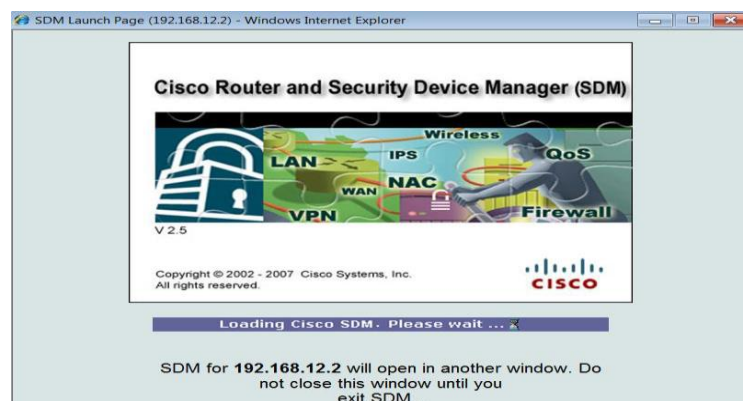 SDM Launch Page (192.168.12.2) - Windows Internet Explorer
Cisco Router and Security Device Manager (SDM)
Wireless
LAN
IPS
QoS
WAN
NAC
VPN
Firewall
V 2.5
Copyright © 2002 - 2007 Cisco Systems, Inc.
All rights reserved.
CISCO
Loading Cisco SDM. Please wait ...
SDM for 192.168.12.2 will open in another window. Do
not close this window until you
exit SDM